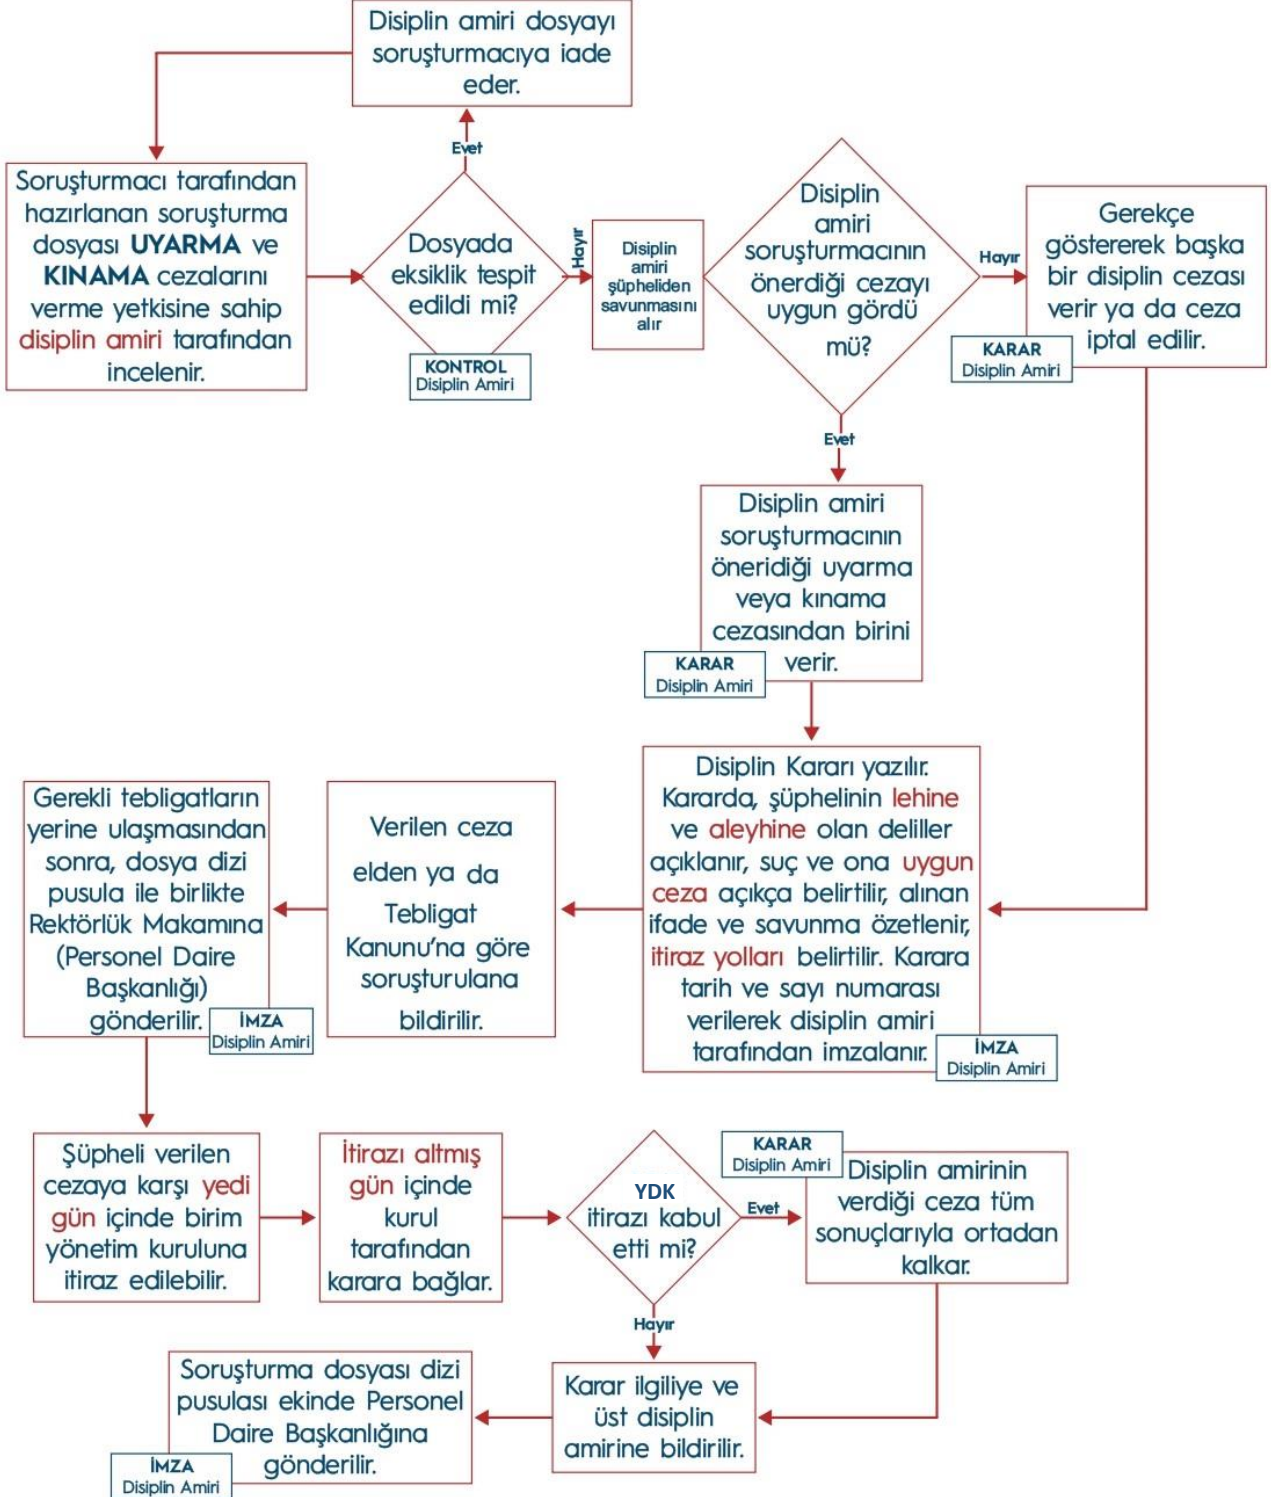 Disiplin amiri dosyayı
soruşturmacıya iade
eder.
Evet
Soruşturmacı tarafından
hazırlanan soruşturma
dosyası UYARMA ve
KINAMA cezalarını
verme yetkisine sahip
disiplin amiri tarafından
incelenir.
Dosyada
eksiklik tespit
edildi mi?
KONTROL
Disiplin Amiri
Hayır
Disiplin
amiri
şüpheliden
savunmasını
alır
Disiplin
amiri
soruşturmacının
önerdiği cezayı
uygun gördü
mü?
Hayır
Gerekçe
göstererek başka
bir disiplin cezası
verir ya da ceza
iptal edilir.
KARAR
Disiplin Amiri
Evet
Disiplin amiri
soruşturmacının
öneridiği uyarma
veya kınama
cezasından birini
verir.
KARAR
Disiplin Amiri
Disiplin Kararı yazılır.
Kararda, şüphelinin lehine
ve aleyhine olan deliller
açıklanır, suç ve ona uygun
ceza açıkça belirtilir, alınan
ifade ve savunma özetlenir,
itiraz yolları belirtilir. Karara
tarih ve sayı numarası
verilerek disiplin amiri
tarafından imzalanır.
İMZA
Disiplin Amiri
Verilen ceza
elden ya da
Tebligat
Kanunu'na göre
soruşturulana
bildirilir.
Gerekli tebligatların
yerine ulaşmasından
sonra, dosya dizi
pusula ile birlikte
Rektörlük Makamına
(Personel Daire
Başkanlığı)
gönderilir.
İMZA
Disiplin Amiri
Şüpheli verilen
cezaya karşı yedi
gün içinde birim
yönetim kuruluna
itiraz edilebilir.
İtirazı altmış
gün içinde
kurul
tarafından
karara bağlar.
YDK
itirazı kabul
etti mi?
Evet
KARAR
Disiplin Amiri
Disiplin amirinin
verdiği ceza tüm
sonuçlarıyla ortadan
kalkar.
Hayır
Karar ilgiliye ve
üst disiplin
amirine bildirilir.
Soruşturma dosyası dizi
pusulası ekinde Personel
Daire Başkanlığına
gönderilir.
İMZA
Disiplin Amiri